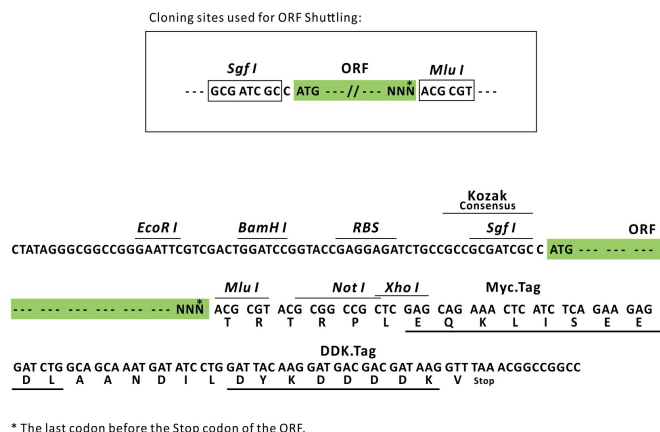 Cloning sites used for ORF Shuttling:
Sgf I ORF Mlu I
*
--- GCG ATC GC C ATG --- // --- NNN ACG CGT ---
Kozak
Consensus
EcoR I BamH I RBS Sgf I ORF
CTATAGGGCGGCCGGGAATTCGTCGACTGGATCCGGTACCGAGGAGATCTGCCGCCGCGATCGC C ATG --- --- ---
Mlu I Not I Xho I Myc.Tag
*
--- --- --- --- --- --- NNN ACG CGT ACG CGG CCG CTC GAG CAG AAA CTC ATC TCA GAA GAG
T R T R P L E Q K L I S E E
DDK.Tag
GAT CTG GCA GCA AAT GAT ATC CTG GAT TAC AAG GAT GAC GAC GAT AAG GTT TAA ACGGCCGGCC
D L A A N D I L D Y K D D D D K V Stop
* The last codon before the Stop codon of the ORF.